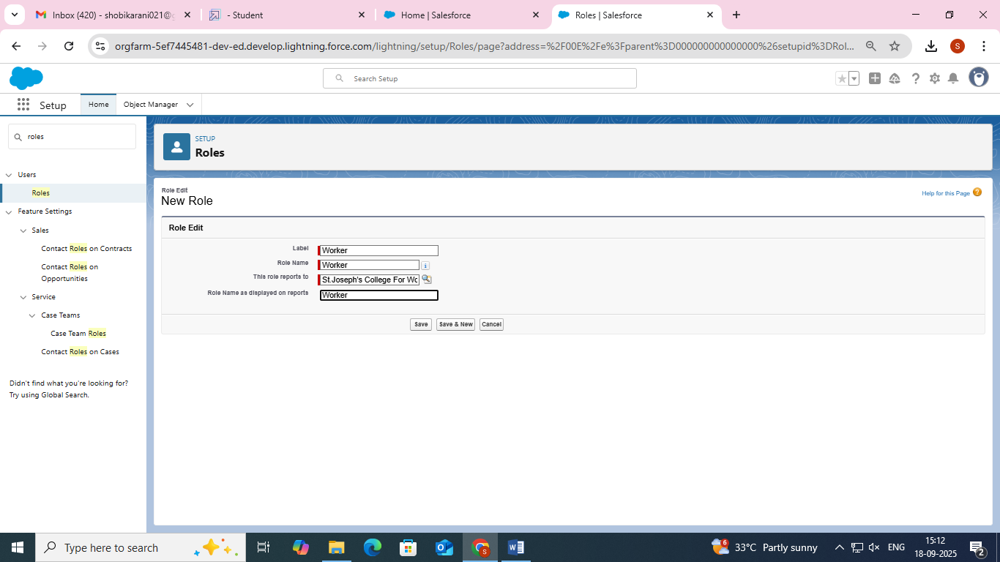 Inbox (420) - shobikarani021@g
- Student
Home | Salesforce
Roles | Salesforce
orgfarm-5ef7445481-dev-ed.develop.lightning.force.com/lightning/setup/Roles/page?address=%2F00E%2Fe%3Fparent%3D000000000000000%26setupid%3DRol...
S
Search Setup
Setup
Home
Object Manager
roles
Users
Roles
Feature Settings
Sales
Contact Roles on Contracts
Contact Roles on
Opportunities
Service
Case Teams
Case Team Roles
Contact Roles on Cases
Didn't find what you're looking for?
Try using Global Search.
SETUP
Roles
Role Edit
New Role
Help for this Page ?
Role Edit
Label Worker
Role Name Worker
This role reports to St.Joseph's College For Wo
Role Name as displayed on reports Worker
Save Save & New Cancel
Type here to search
6
33°C Partly sunny
ENG
15:12
18-09-2025
2